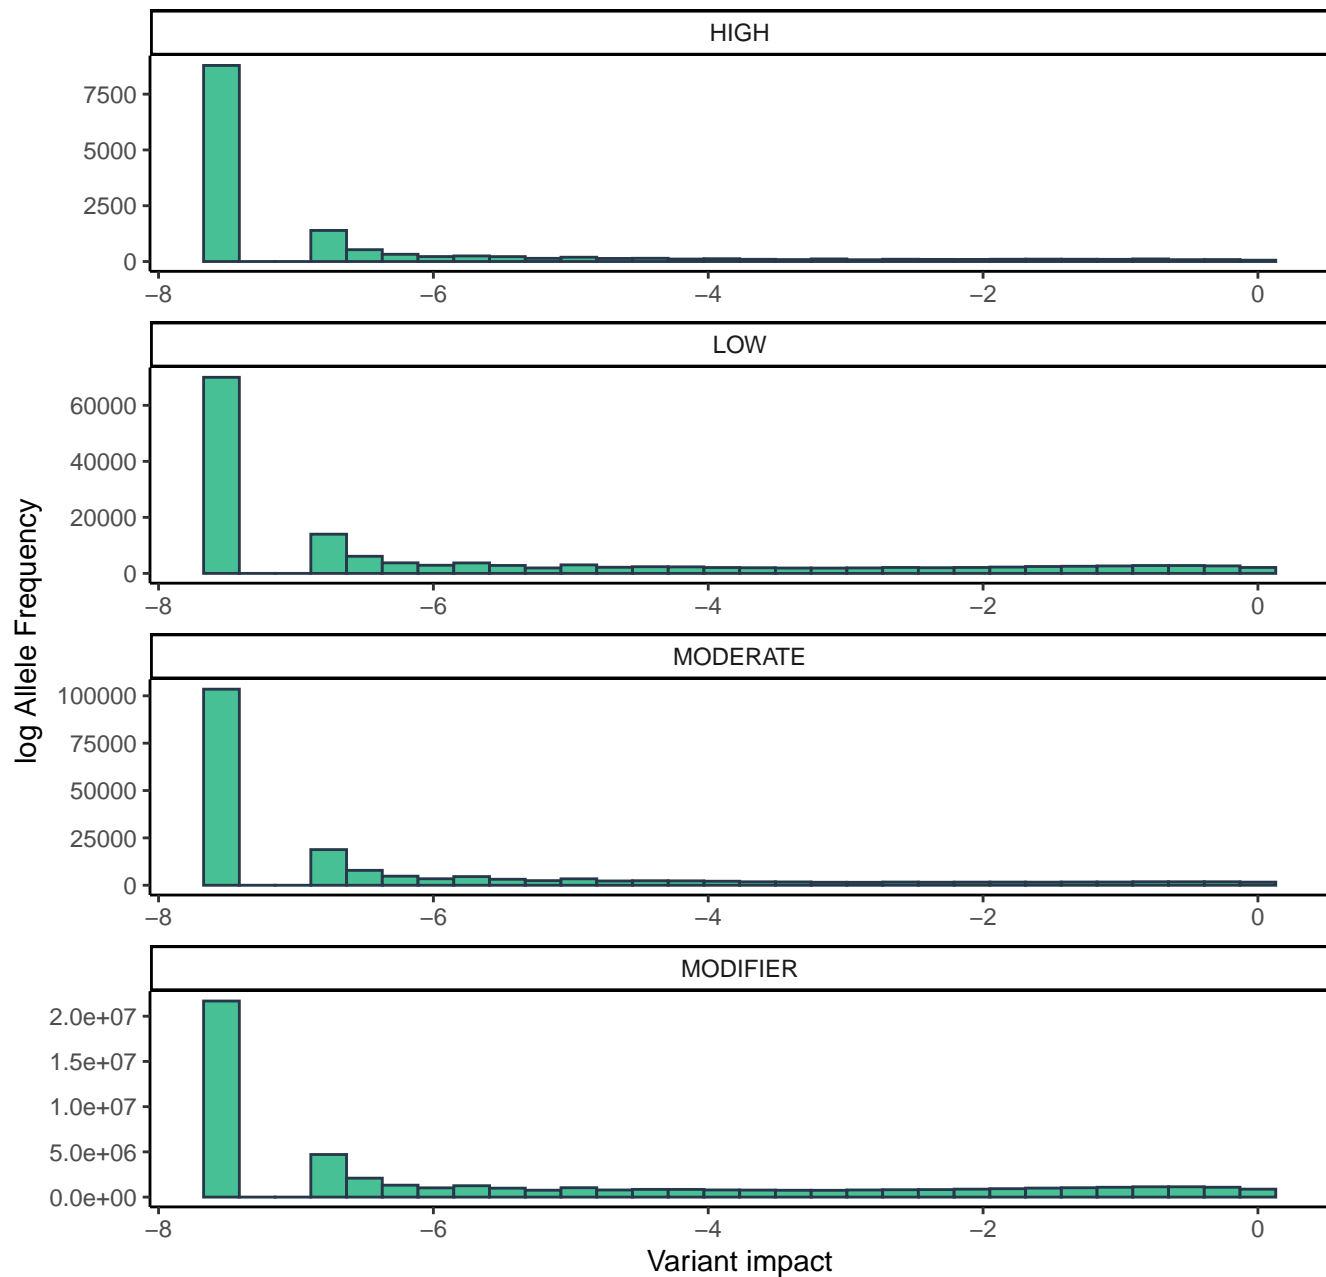 HIGH
7500
5000
2500
0
−8 −6 −4 −2 0
LOW
60000
40000
20000
0
−8 −6 −4 −2 0
log Allele Frequency
MODERATE
100000
75000
50000
25000
0
−8 −6 −4 −2 0
MODIFIER
2.0e+07
1.5e+07
1.0e+07
5.0e+06
0.0e+00
−8 −6 −4 −2 0
Variant impact